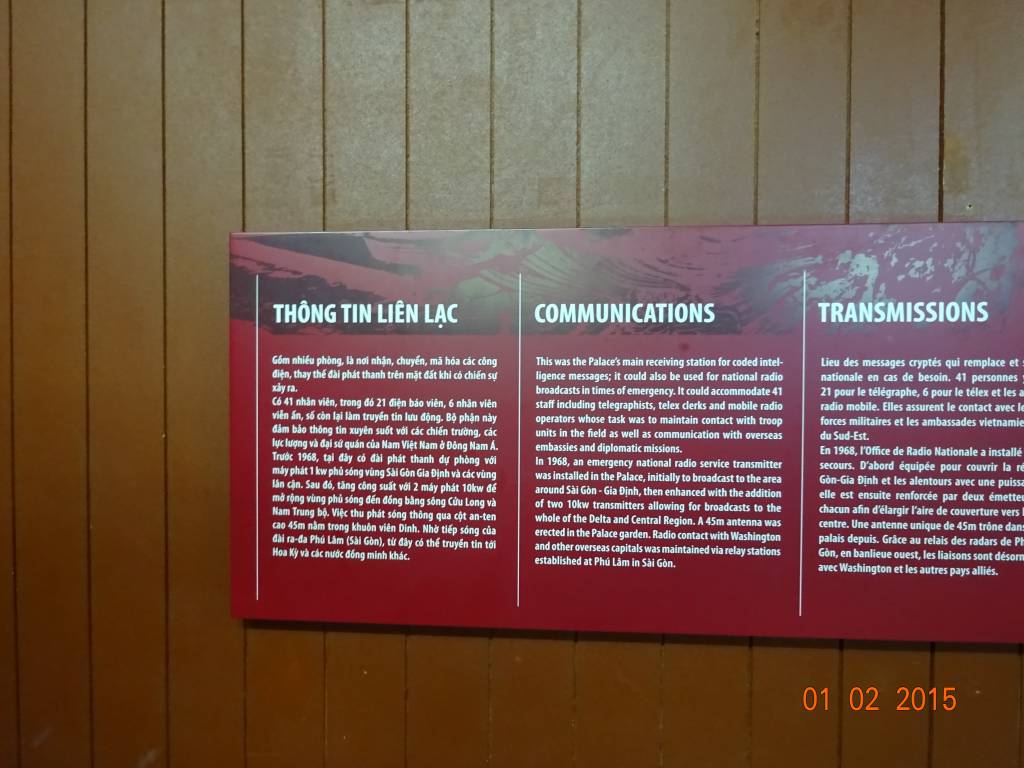 THÔNG TIN LIÊN LẠC
Gồm nhiều phòng, là nơi nhận, chuyển, mã hóa các công
điện, thay thế đài phát thanh trên mặt đất khi có chiến sự
xảy ra.
Có 41 nhân viên, trong đó 21 điện báo viên, 6 nhân viên
viễn ấn, số còn lại làm truyền tin lưu động. Bộ phận này
đảm bảo thông tin xuyên suốt với các chiến trường, các
lực lượng và đại sứ quán của Nam Việt Nam ở Đông Nam Á.
Trước 1968, tại đây có đài phát thanh dự phòng với
máy phát 1 kw phủ sóng vùng Sài Gòn Gia Định và các vùng
lân cận. Sau đó, tăng công suất với 2 máy phát 10kw để
mở rộng vùng phủ sóng đến đồng bằng sông Cửu Long và
Nam Trung bộ. Việc thu phát sóng thông qua cột an-ten
cao 45m nằm trong khuôn viên Dinh. Nhờ tiếp sóng của
đài ra-đa Phú Lâm (Sài Gòn), từ đây có thể truyền tin tới
Hoa Kỳ và các nước đồng minh khác.
COMMUNICATIONS
This was the Palace's main receiving station for coded intel-
ligence messages; it could also be used for national radio
broadcasts in times of emergency. It could accommodate 41
staff including telegraphists, telex clerks and mobile radio
operators whose task was to maintain contact with troop
units in the field as well as communication with overseas
embassies and diplomatic missions.
In 1968, an emergency national radio service transmitter
was installed in the Palace, initially to broadcast to the area
around Sài Gòn - Gia Định, then enhanced with the addition
of two 10kw transmitters allowing for broadcasts to the
whole of the Delta and Central Region. A 45m antenna was
erected in the Palace garden. Radio contact with Washington
and other overseas capitals was maintained via relay stations
established at Phú Lâm in Sài Gòn.
TRANSMISSIONS
Lieu des messages cryptés qui remplace et
nationale en cas de besoin. 41 personnes
21 pour le télégraphe, 6 pour le télex et les
radio mobile. Elles assurent le contact avec
forces militaires et les ambassades
du Sud-Est.
En 1968, l'Office de Radio Nationale a installé
secours. D'abord équipée pour couvrir la
Gòn-Gia Định et les alentours avec une
elle est ensuite renforcée par deux
chacun afin d'élargir l'aire de couverture vers
centre. Une antenne unique de 45m trône dans
palais depuis. Grâce au relais des radars de
Gòn, en banlieue ouest, les liaisons sont
avec Washington et les autres pays alliés.
01 02 2015